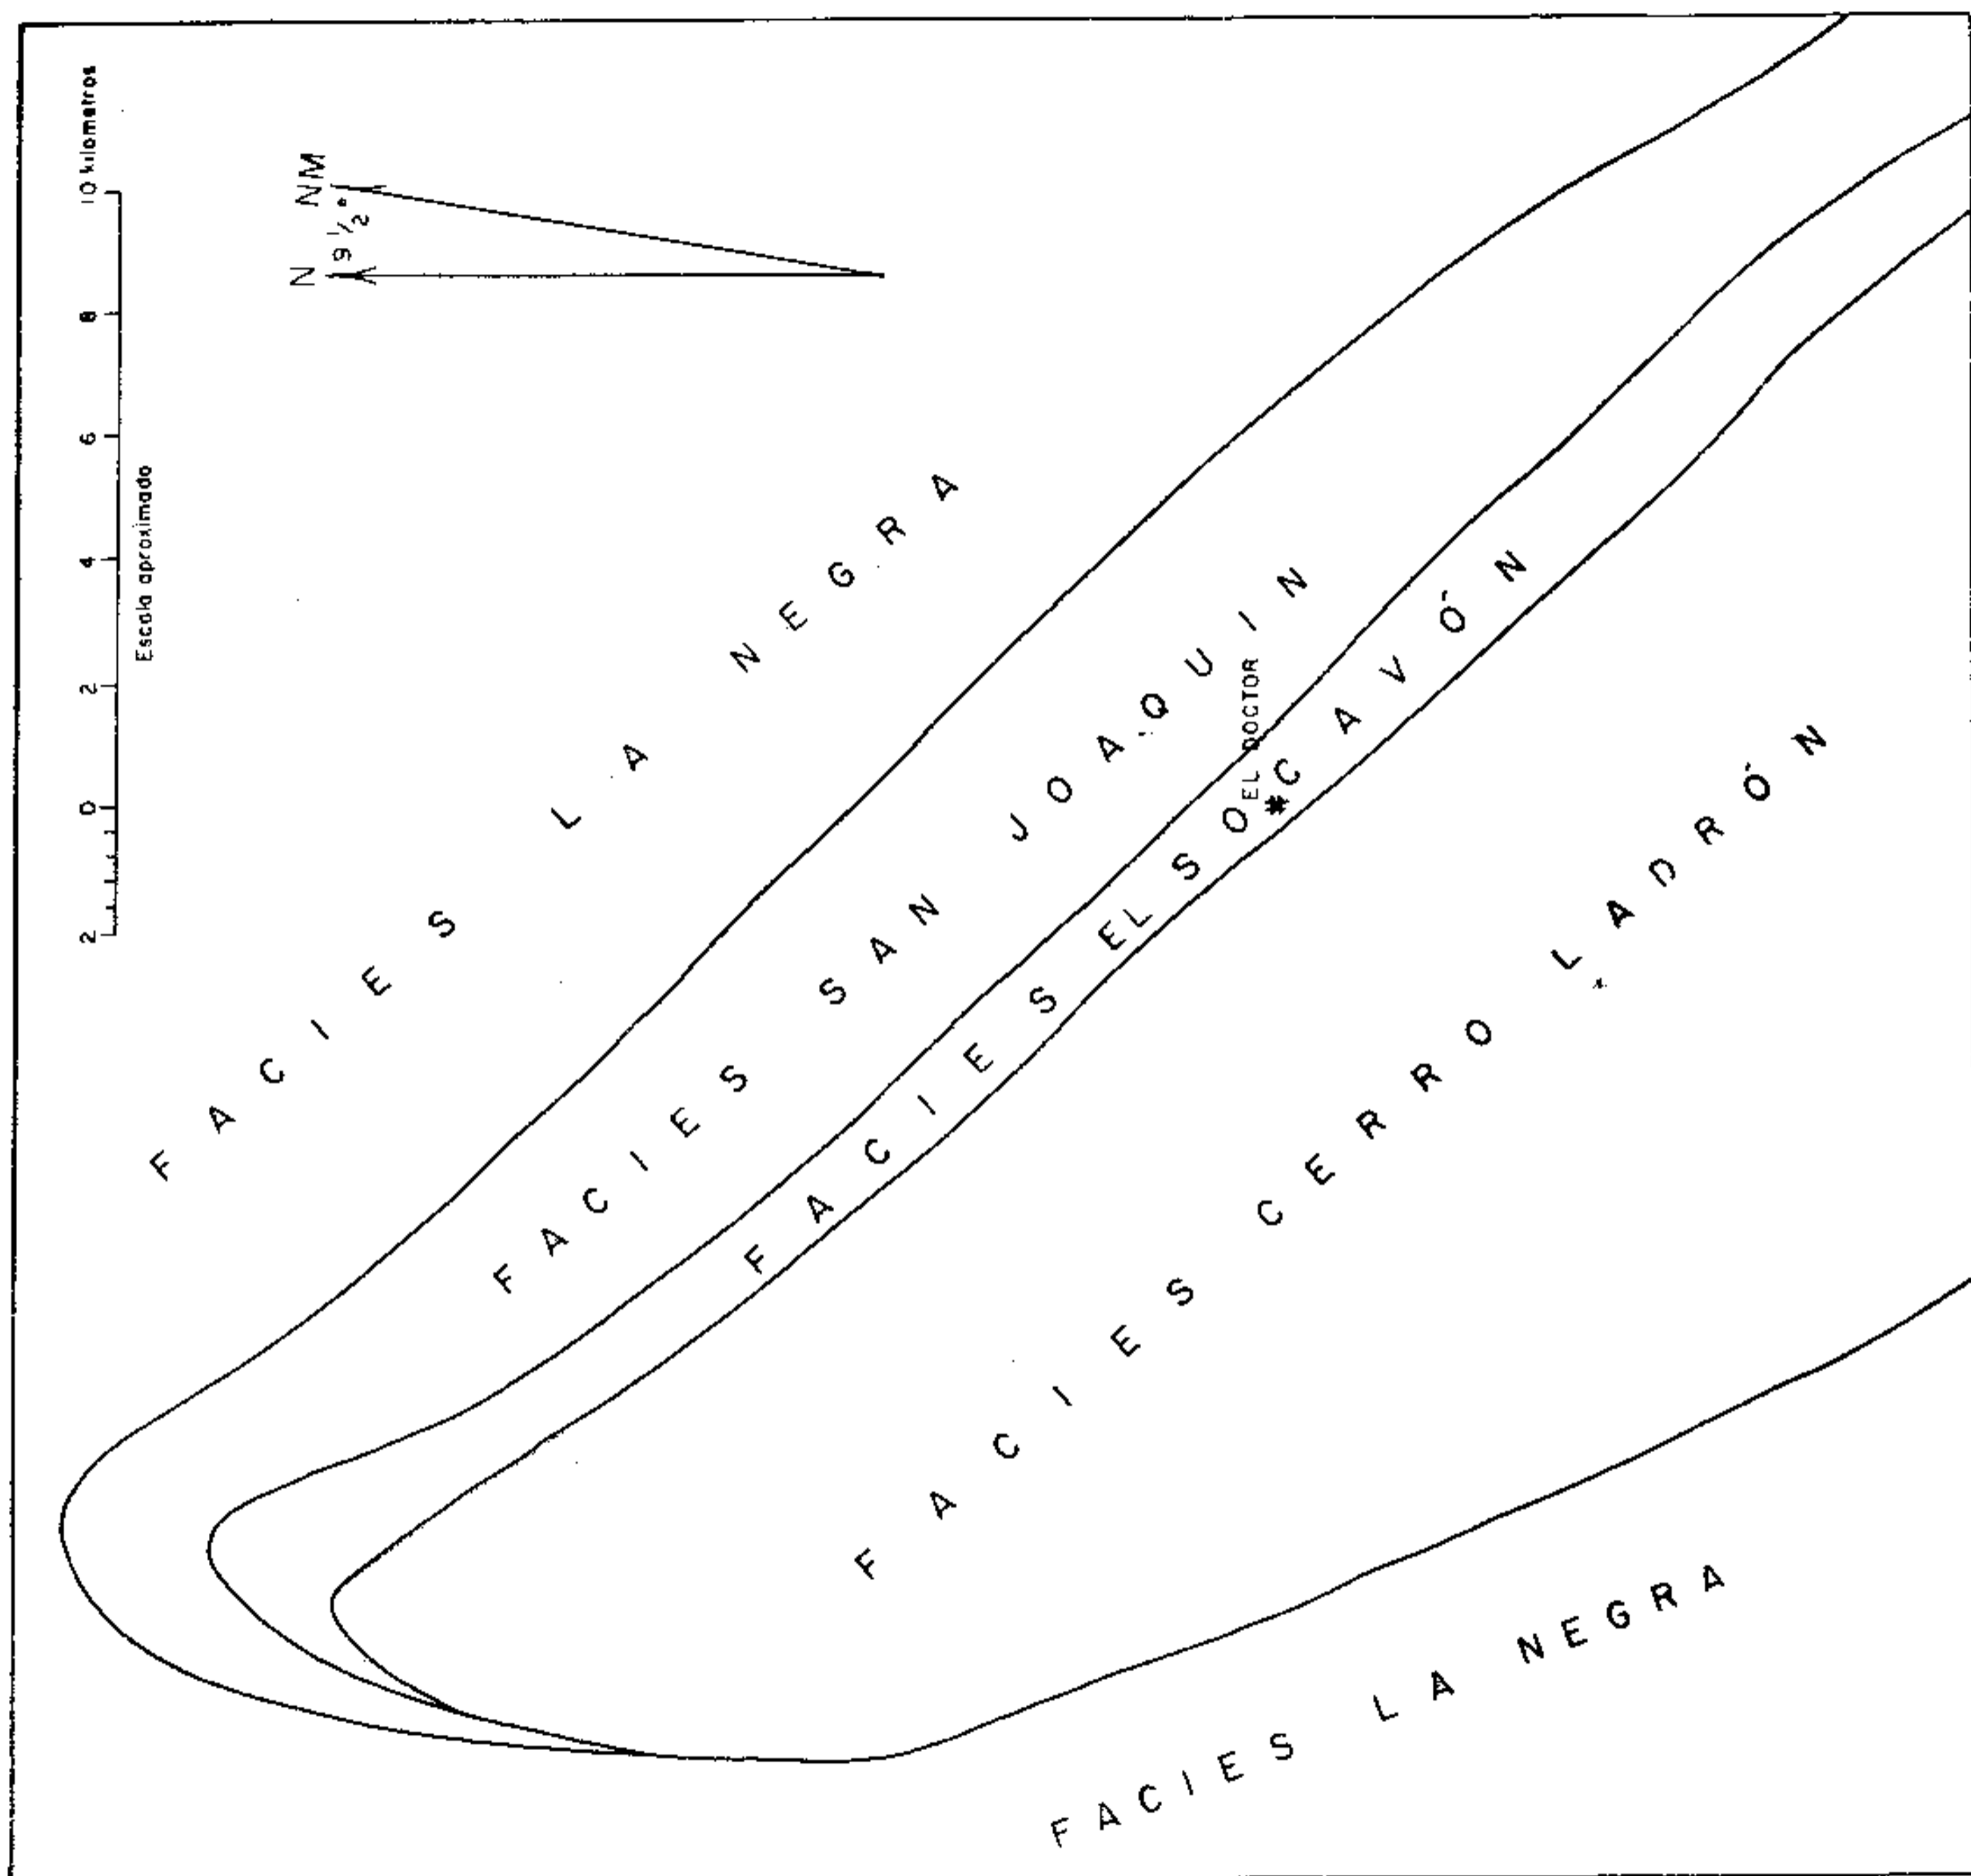 2 0 2 4 6 8 10 kilometros
Escala aproximado
N NM
9 1/2°
FACIES LA NEGRA
FACIES SAN JOAQUIN
FACIES EL SOCAVÓN
EL DOCTOR
FACIES CERRO LADRÓN
FACIES LA NEGRA